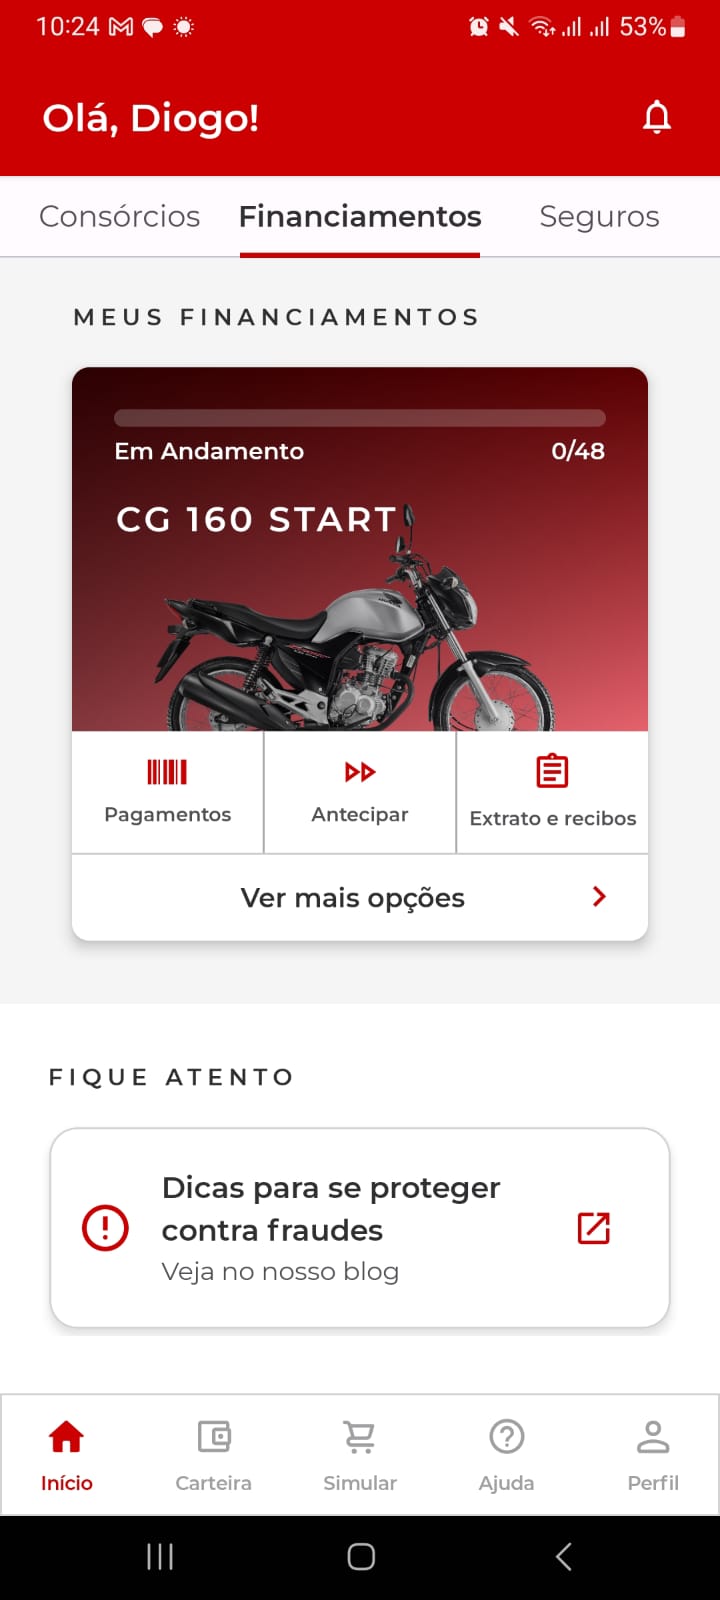 10:24
53%
Olá, Diogo!
Consórcios Financiamentos Seguros
MEUS FINANCIAMENTOS
Em Andamento 0/48
CG 160 START
Pagamentos Antecipar Extrato e recibos
Ver mais opções
FIQUE ATENTO
Dicas para se proteger
contra fraudes
Veja no nosso blog
Início Carteira Simular Ajuda Perfil